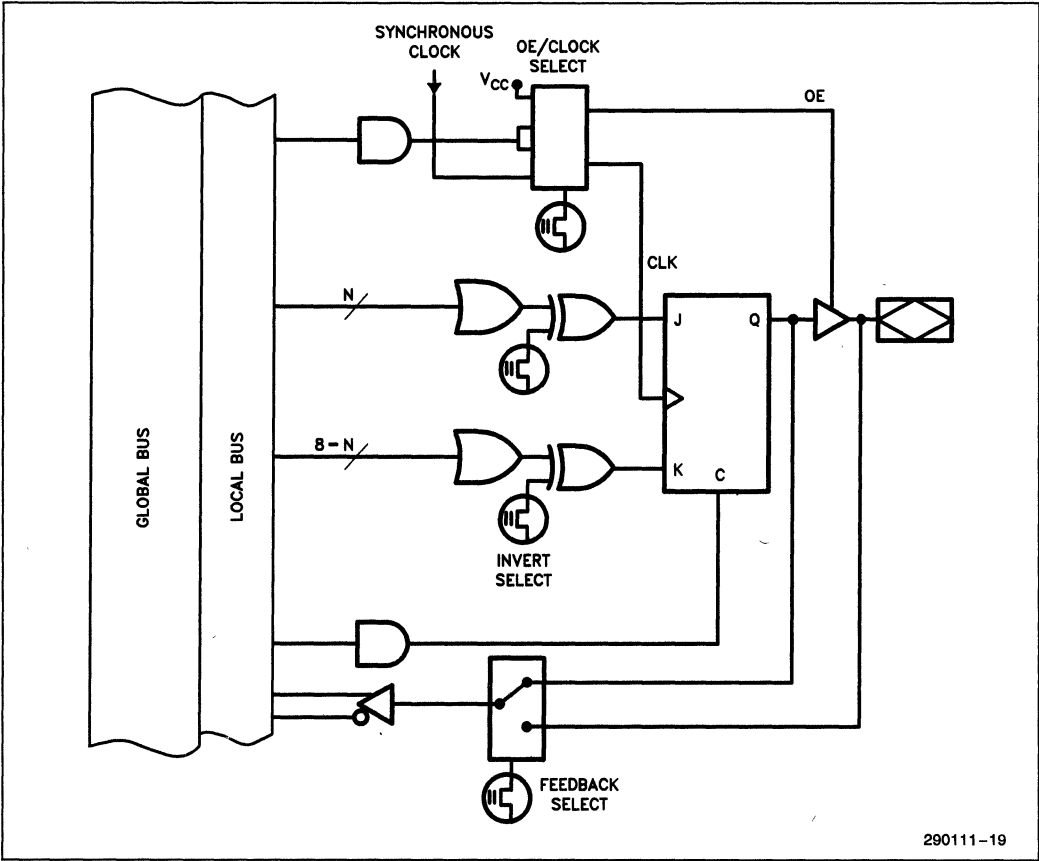 SYNCHRONOUS
CLOCK
OE/CLOCK
SELECT
VCC
OE
CLK
N
J
Q
8-N
K
C
GLOBAL BUS
LOCAL BUS
INVERT
SELECT
FEEDBACK
SELECT
290111-19